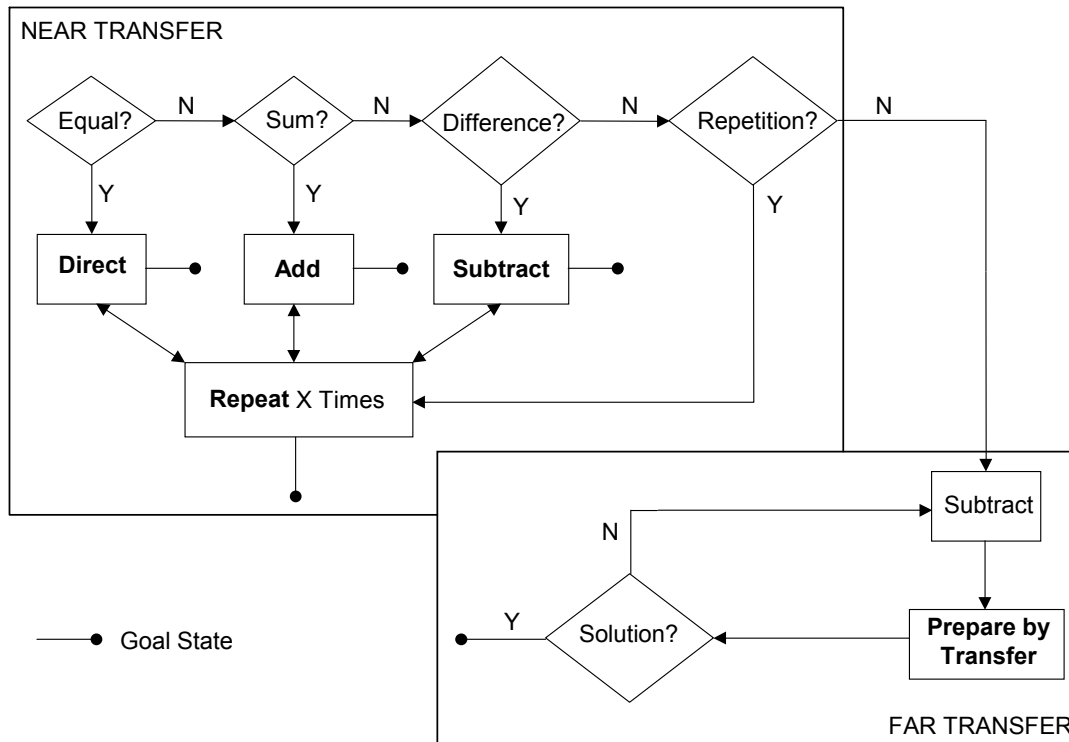 NEAR TRANSFER
Equal?
N
Sum?
N
Difference?
N
Repetition?
N
Y
Y
Y
Y
Direct
Add
Subtract
Repeat X Times
Subtract
N
Goal State
Y
Solution?
Prepare by
Transfer
FAR TRANSFER